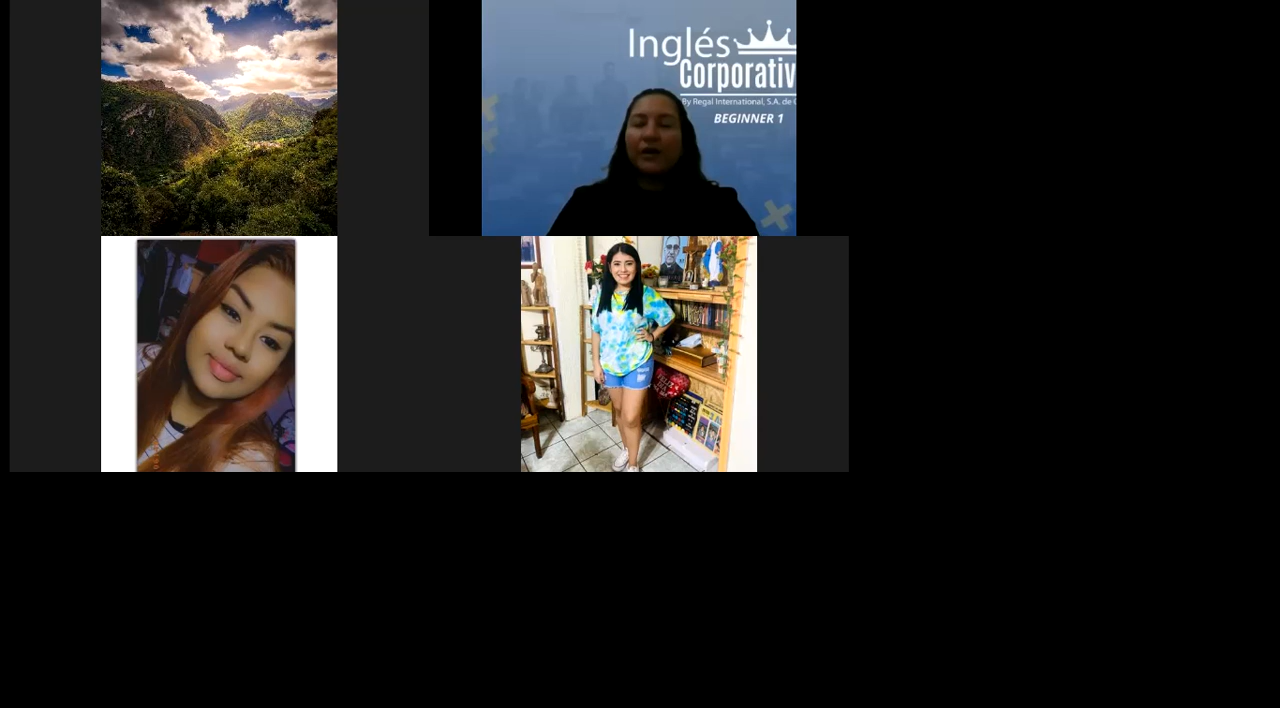 Inglés
Corporativ
By Regal International, S.A. de C
BEGINNER 1